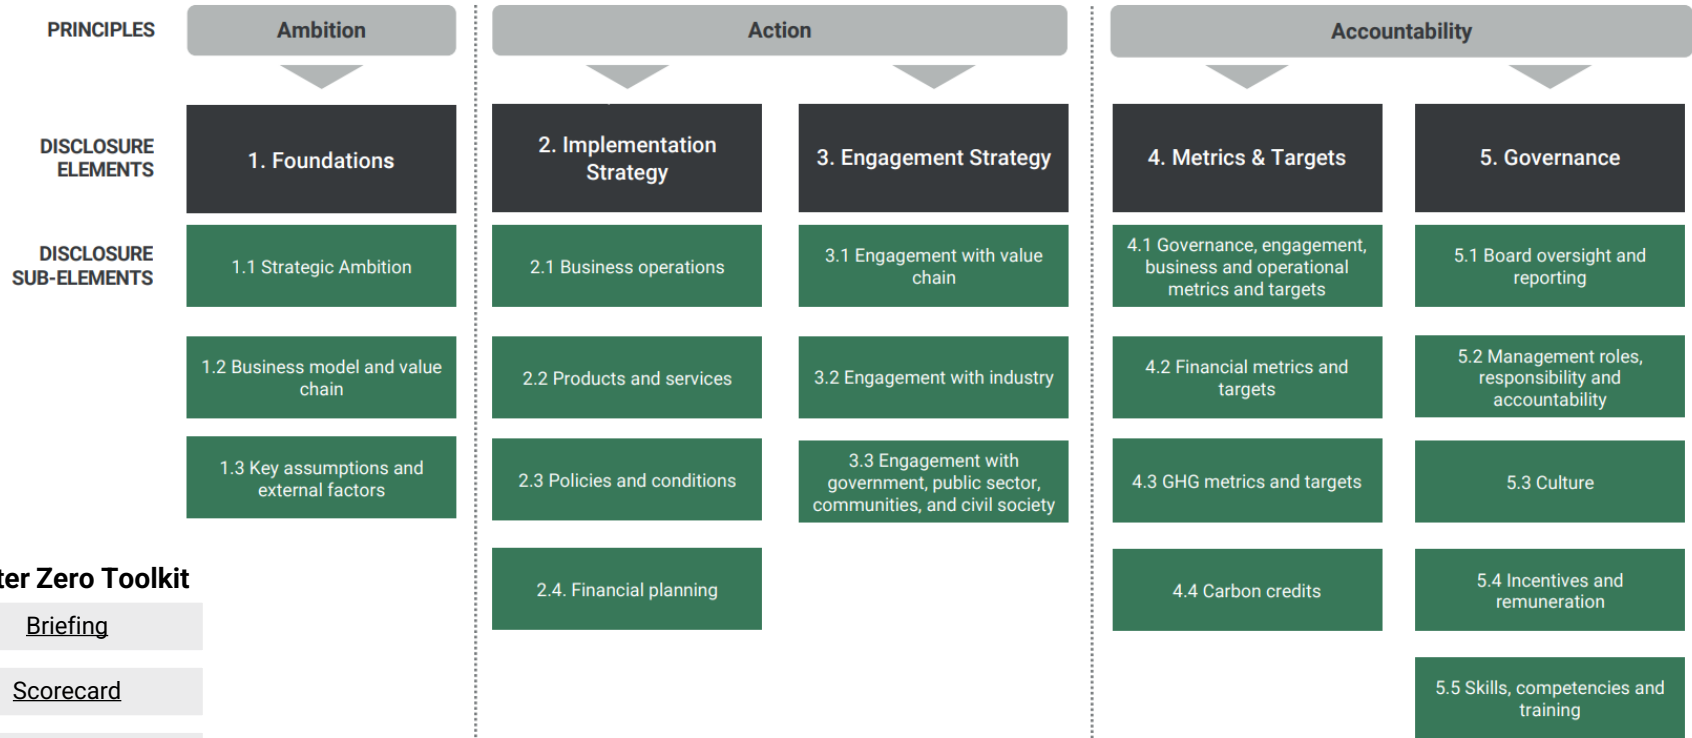 PRINCIPLES
Ambition
Action
Accountability
DISCLOSURE
ELEMENTS
1. Foundations
2. Implementation
Strategy
3. Engagement Strategy
4. Metrics & Targets
5. Governance
DISCLOSURE
SUB-ELEMENTS
1.1 Strategic Ambition
2.1 Business operations
3.1 Engagement with value
chain
4.1 Governance, engagement,
business and operational
metrics and targets
5.1 Board oversight and
reporting
1.2 Business model and value
chain
2.2 Products and services
3.2 Engagement with industry
4.2 Financial metrics and
targets
5.2 Management roles,
responsibility and
accountability
1.3 Key assumptions and
external factors
2.3 Policies and conditions
3.3 Engagement with
government, public sector,
communities, and civil society
4.3 GHG metrics and targets
5.3 Culture
2.4. Financial planning
4.4 Carbon credits
5.4 Incentives and
remuneration
5.5 Skills, competencies and
training
Zero Toolkit
Briefing
Scorecard